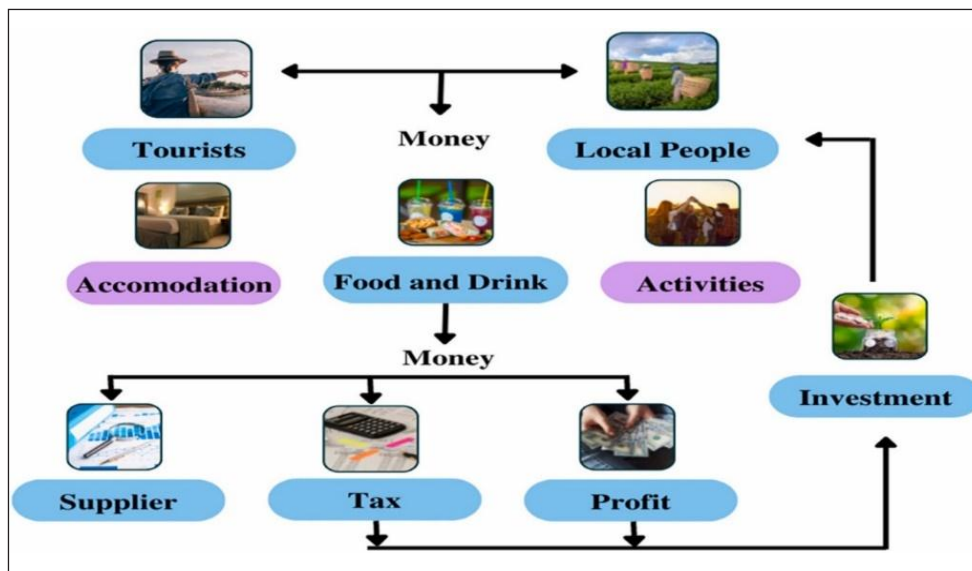 Money
Tourists
Local People
Accomodation
Food and Drink
Activities
Money
Investment
Supplier
Tax
Profit